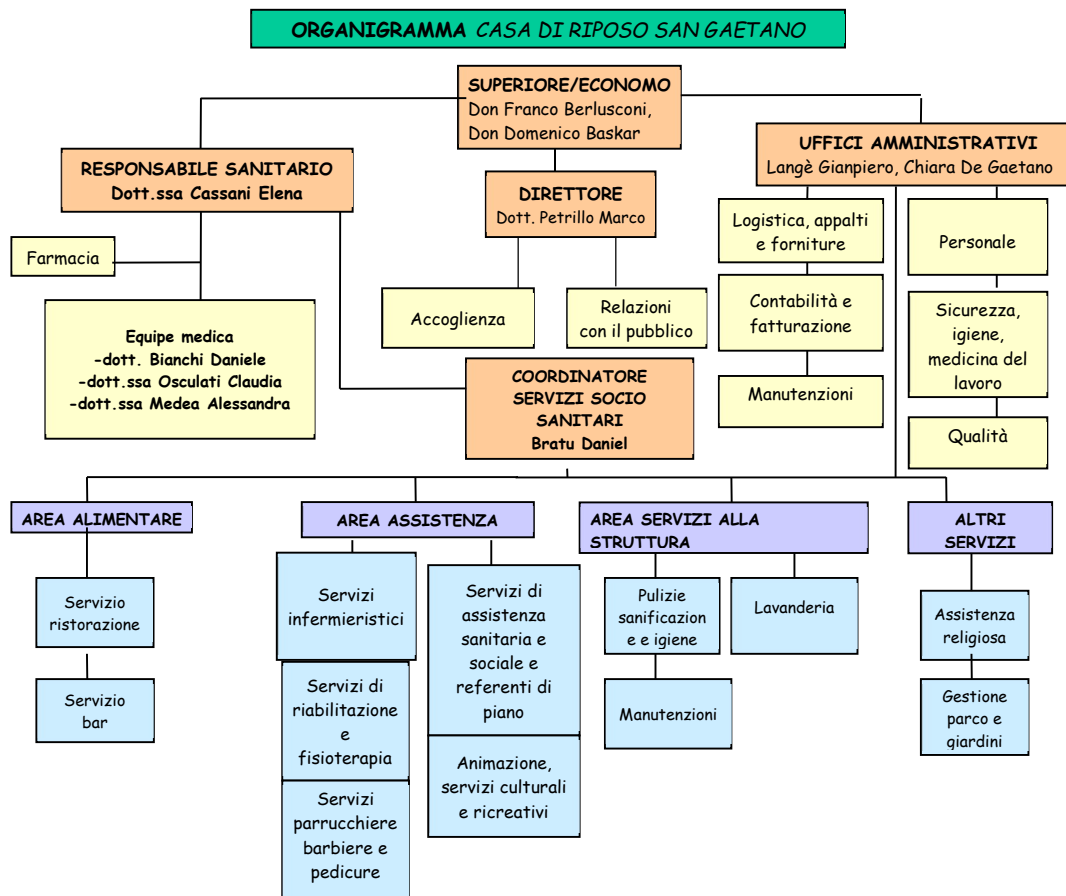 ORGANIGRAMMA CASA DI RIPOSO SAN GAETANO
SUPERIORE/ECONOMO
Don Franco Berlusconi,
Don Domenico Baskar
UFFICI AMMINISTRATIVI
Langè Gianpiero, Chiara De Gaetano
RESPONSABILE SANITARIO
Dott.ssa Cassani Elena
DIRETTORE
Dott. Petrillo Marco
Farmacia
Logistica, appalti
e forniture
Personale
Accoglienza
Relazioni
con il pubblico
Contabilità e
fatturazione
Sicurezza,
igiene,
medicina del
lavoro
Equipe medica
-dott. Bianchi Daniele
-dott.ssa Osculati Claudia
-dott.ssa Medea Alessandra
COORDINATORE
SERVIZI SOCIO
SANITARI
Bratu Daniel
Manutenzioni
Qualità
AREA ALIMENTARE
AREA ASSISTENZA
AREA SERVIZI ALLA
STRUTTURA
ALTRI
SERVIZI
Servizio
ristorazione
Servizio
bar
Servizi
infermieristici
Servizi di
riabilitazione
e
fisioterapia
Servizi
parrucchiere
barbiere e
pedicure
Servizi di
assistenza
sanitaria e
sociale e
referenti di
piano
Animazione,
servizi culturali
e ricreativi
Pulizie
sanificazion
e e igiene
Manutenzioni
Lavanderia
Assistenza
religiosa
Gestione
parco e
giardini